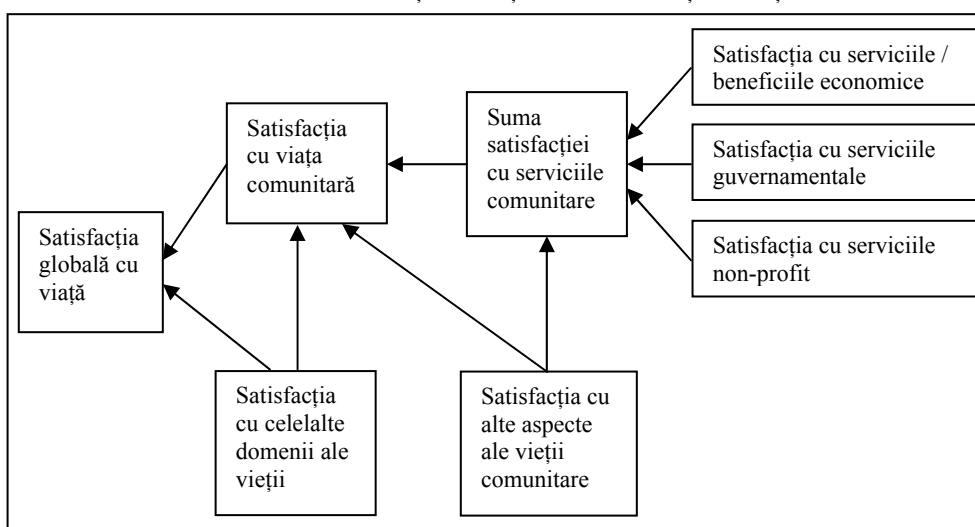 Satisfacția cu serviciile /
beneficiile economice
Satisfacția
cu viața
comunitară
Suma
satisfacției
cu serviciile
comunitare
Satisfacția cu serviciile
guvernamentale
Satisfacția
globală cu
viață
Satisfacția cu serviciile
non-profit
Satisfacția
cu celelalte
domenii ale
vieții
Satisfacția cu
alte aspecte
ale vieții
comunitare